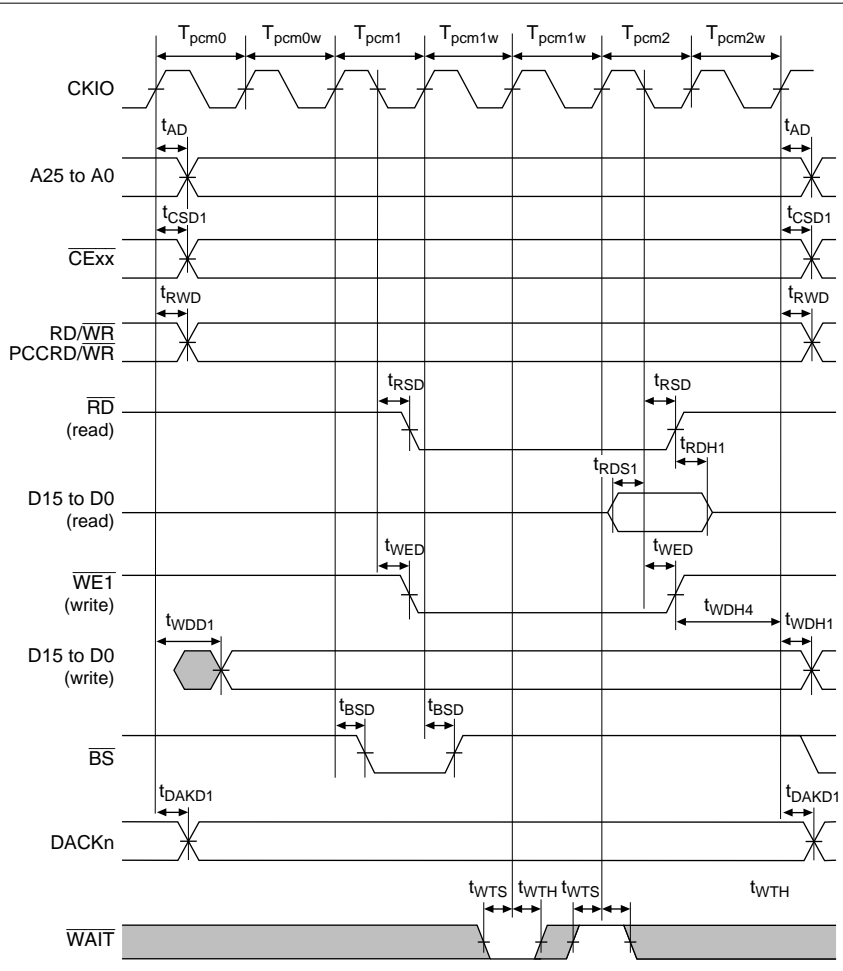 Tpcm0 Tpcm0w Tpcm1 Tpcm1w Tpcm1w Tpcm2 Tpcm2w
CKIO
tAD tAD
A25 to A0
tCSD1 tCSD1
CExx
tRWD tRWD
RD/WR
PCCRD/WR
tRSD tRSD
RD
(read)
tRDH1
tRDS1
D15 to D0
(read)
tWED tWED
WE1
(write)
tWDH4
tWDD1 tWDH1
D15 to D0
(write)
tBSD tBSD
BS
tDAKD1 tDAKD1
DACKn
tWTS tWTH tWTS tWTH
WAIT